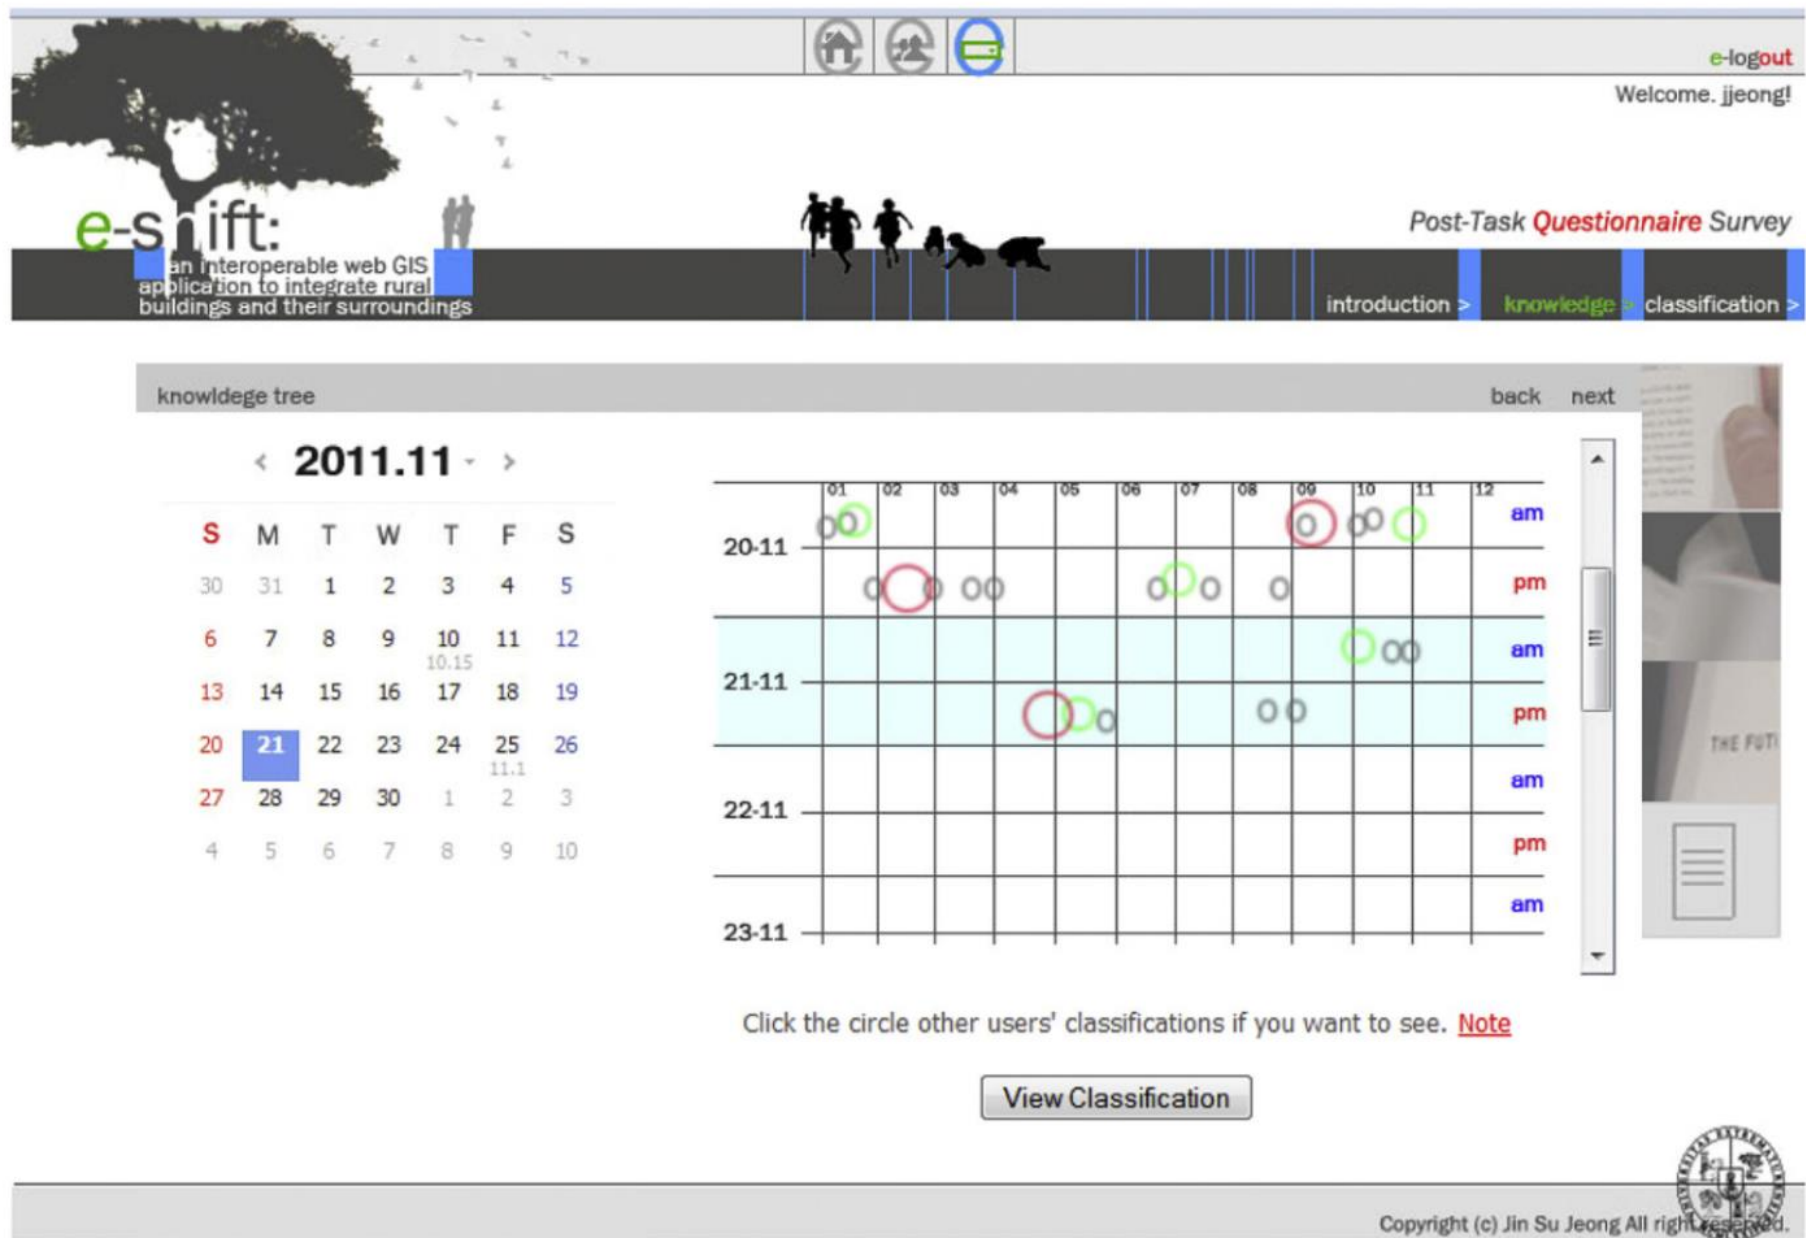 e-logout
Welcome. jjeong!
e-shift:
an interoperable web GIS
application to integrate rural
buildings and their surroundings
Post-Task Questionnaire Survey
introduction > knowledge > classification >
knowldege tree
back next
< 2011.11 >
S M T W T F S
30 31 1 2 3 4 5
6 7 8 9 10 11 12
10.15
13 14 15 16 17 18 19
20 21 22 23 24 25 26
11.1
27 28 29 30 1 2 3
4 5 6 7 8 9 10
01 02 03 04 05 06 07 08 09 10 11 12
am
20-11
pm
am
21-11
pm
am
22-11
pm
am
23-11
THE FUT
Click the circle other users' classifications if you want to see. Note
View Classification
Copyright (c) Jin Su Jeong All right reserved.